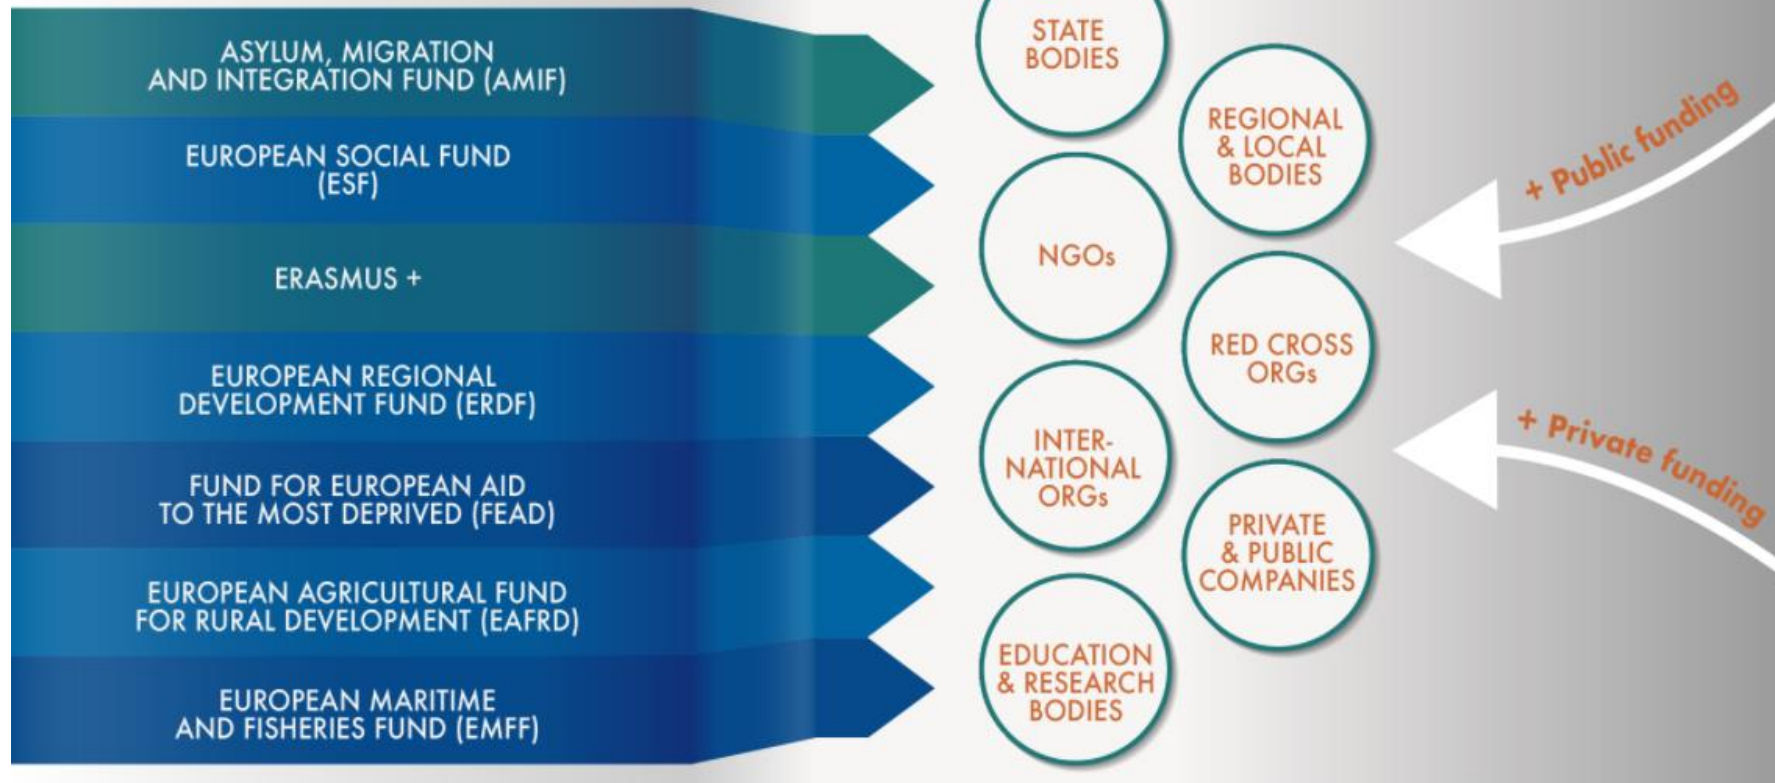 ASYLUM, MIGRATION
AND INTEGRATION FUND (AMIF)
EUROPEAN SOCIAL FUND
(ESF)
ERASMUS +
EUROPEAN REGIONAL
DEVELOPMENT FUND (ERDF)
FUND FOR EUROPEAN AID
TO THE MOST DEPRIVED (FEAD)
EUROPEAN AGRICULTURAL FUND
FOR RURAL DEVELOPMENT (EAFRD)
EUROPEAN MARITIME
AND FISHERIES FUND (EMFF)
STATE
BODIES
REGIONAL
& LOCAL
BODIES
NGOs
RED CROSS
ORGs
INTER-
NATIONAL
ORGs
PRIVATE
& PUBLIC
COMPANIES
EDUCATION
& RESEARCH
BODIES
+ Public funding
+ Private funding